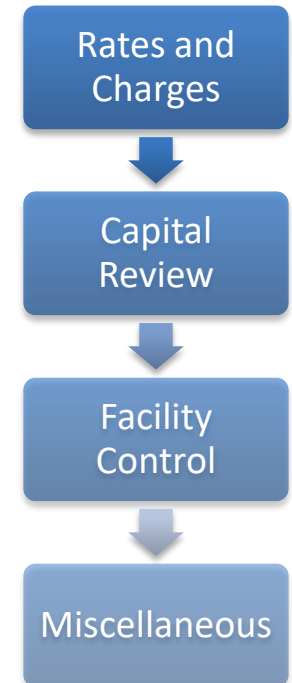 Rates and
Charges
Capital
Review
Facility
Control
Miscellaneous